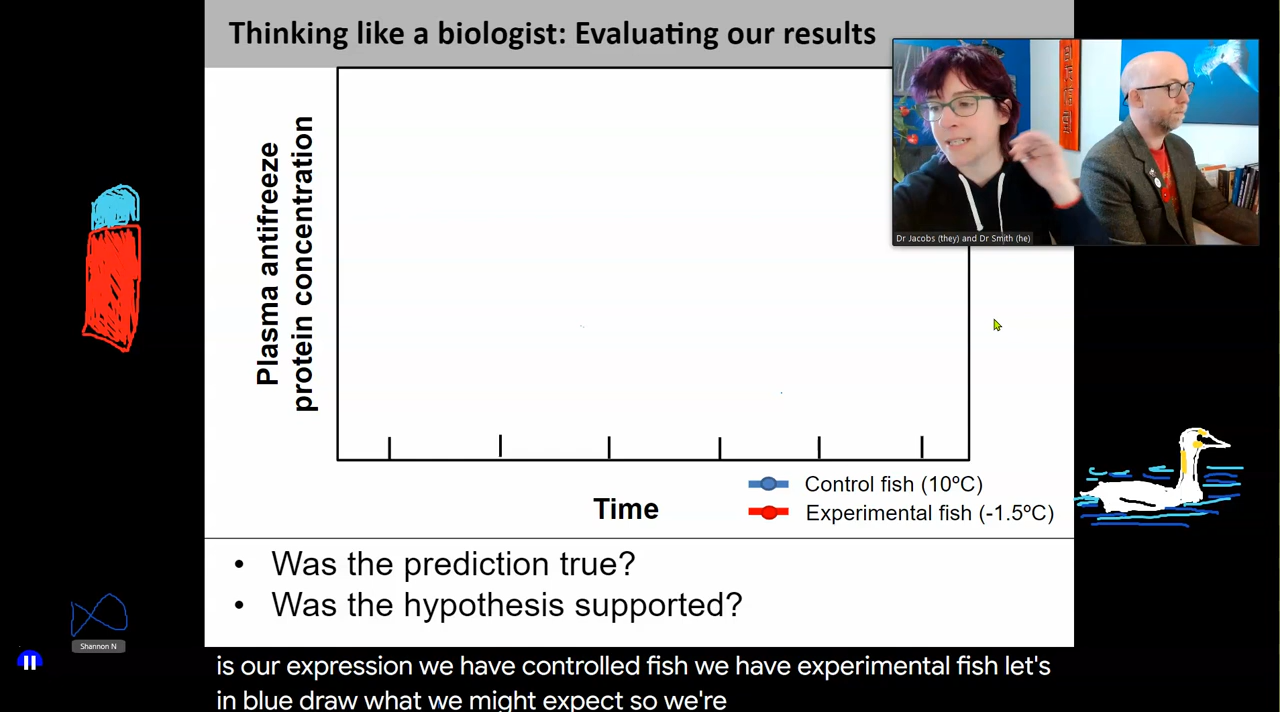 Thinking like a biologist: Evaluating our results
Dr Jacobs (they) and Dr Smith (he)
Plasma antifreeze
protein concentration
Time
Control fish (10ºC)
Experimental fish (-1.5ºC)
• Was the prediction true?
• Was the hypothesis supported?
Shannon N
is our expression we have controlled fish we have experimental fish let's
in blue draw what we might expect so we're